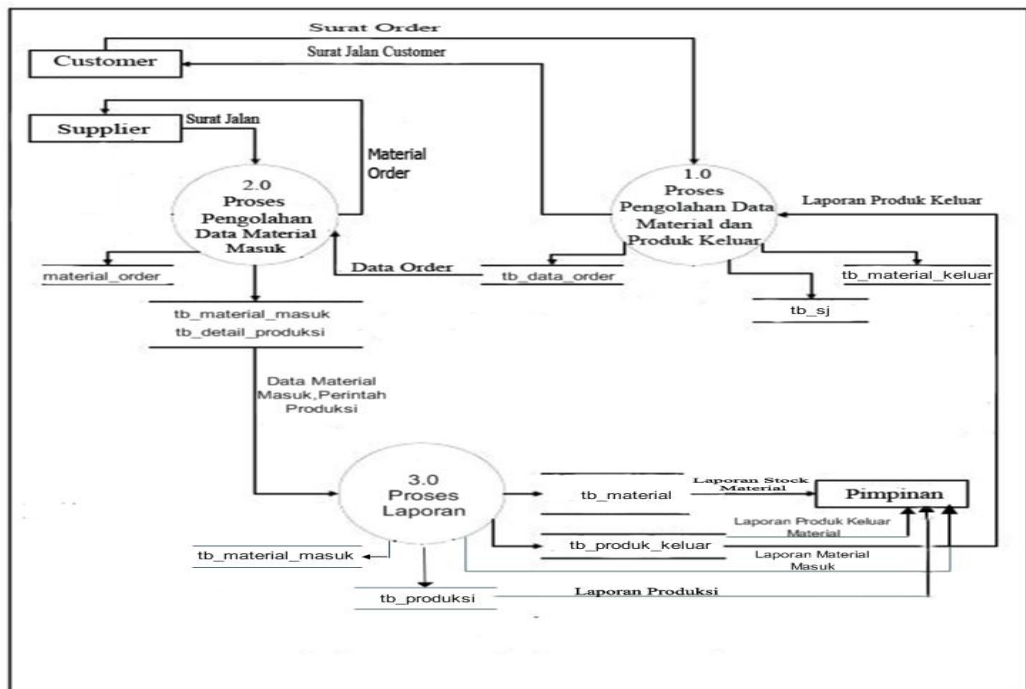 Surat Order
Customer
Surat Jalan Customer
Supplier
Surat Jalan
Material
Order
2.0
Proses
Pengolahan
Data Material
Masuk
1.0
Proses
Pengolahan Data
Material dan
Produk Keluar
Laporan Produk Keluar
material_order
Data Order
tb_data_order
tb_material_keluar
tb_sj
tb_material_masuk
tb_detail_produksi
Data Material
Masuk,Perintah
Produksi
3.0
Proses
Laporan
tb_material
Laporan Stock
Material
Pimpinan
Laporan Produk Keluar
Material
tb_produk_keluar
Laporan Material
Masuk
tb_material_masuk
tb_produksi
Laporan Produksi